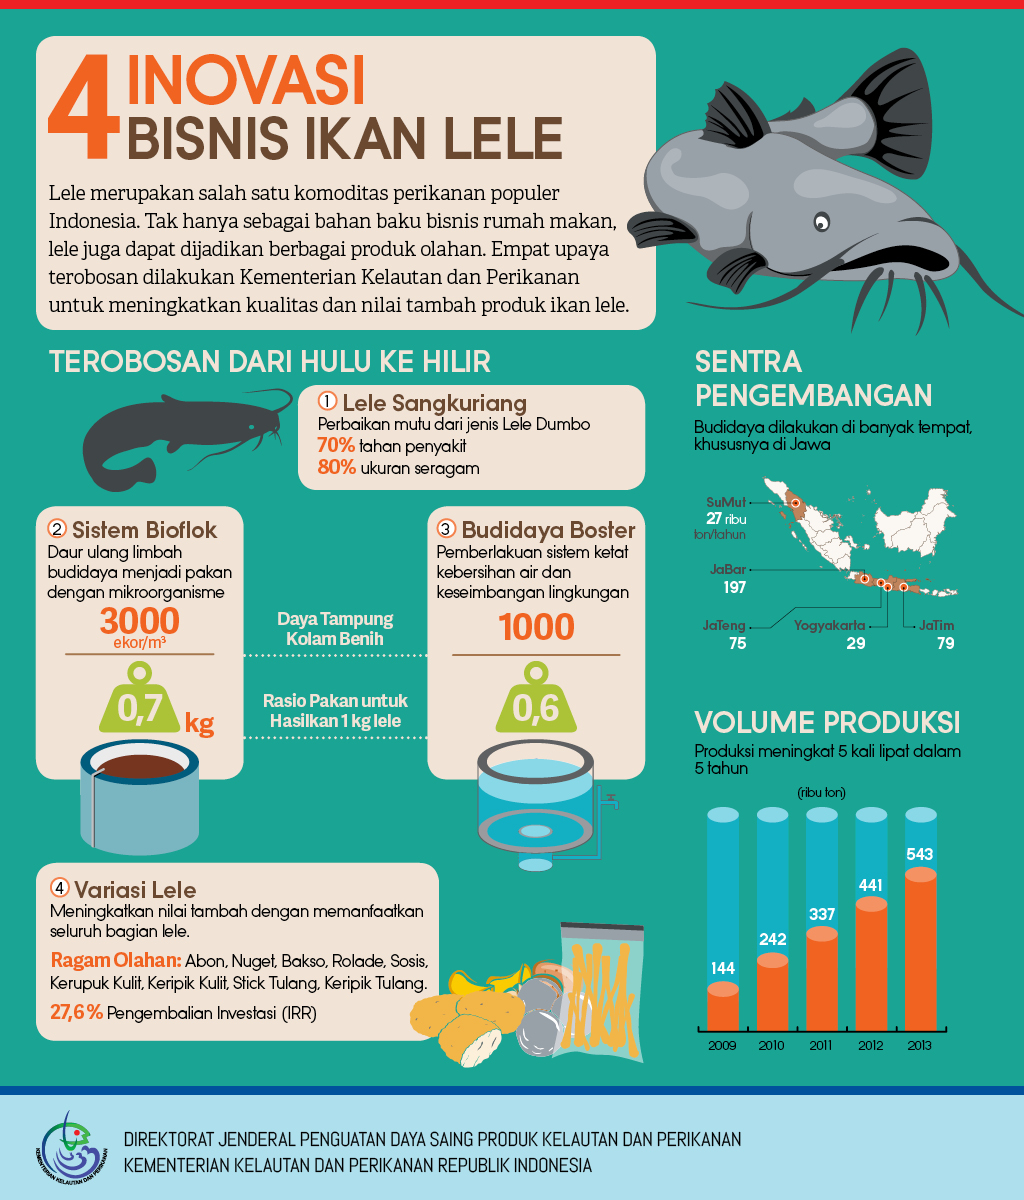 4 INOVASI
BISNIS IKAN LELE
Lele merupakan salah satu komoditas perikanan populer
Indonesia. Tak hanya sebagai bahan baku bisnis rumah makan,
lele juga dapat dijadikan berbagai produk olahan. Empat upaya
terobosan dilakukan Kementerian Kelautan dan Perikanan
untuk meningkatkan kualitas dan nilai tambah produk ikan lele.
TEROBOSAN DARI HULU KE HILIR
1 Lele Sangkuriang
Perbaikan mutu dari jenis Lele Dumbo
70% tahan penyakit
80% ukuran seragam
2 Sistem Bioflok
Daur ulang limbah
budidaya menjadi pakan
dengan mikroorganisme
3000
ekor/m³
0,7 kg
Daya Tampung
Kolam Benih
Rasio Pakan untuk
Hasilkan 1 kg lele
3 Budidaya Boster
Pemberlakuan sistem ketat
kebersihan air dan
keseimbangan lingkungan
1000
0,6
4 Variasi Lele
Meningkatkan nilai tambah dengan memanfaatkan
seluruh bagian lele.
Ragam Olahan: Abon, Nuget, Bakso, Rolade, Sosis,
Kerupuk Kulit, Keripik Kulit, Stick Tulang, Keripik Tulang.
27,6% Pengembalian Investasi (IRR)
SENTRA
PENGEMBANGAN
Budidaya dilakukan di banyak tempat,
khususnya di Jawa
SuMut
27 ribu
ton/tahun
JaBar
197
JaTeng
75
Yogyakarta
29
JaTim
79
VOLUME PRODUKSI
Produksi meningkat 5 kali lipat dalam
5 tahun
(ribu ton)
144
242
337
441
543
2009 2010 2011 2012 2013
KEMENTERIAN KELAUTAN DAN PERIKANAN
DIREKTORAT JENDERAL PENGUATAN DAYA SAING PRODUK KELAUTAN DAN PERIKANAN
KEMENTERIAN KELAUTAN DAN PERIKANAN REPUBLIK INDONESIA